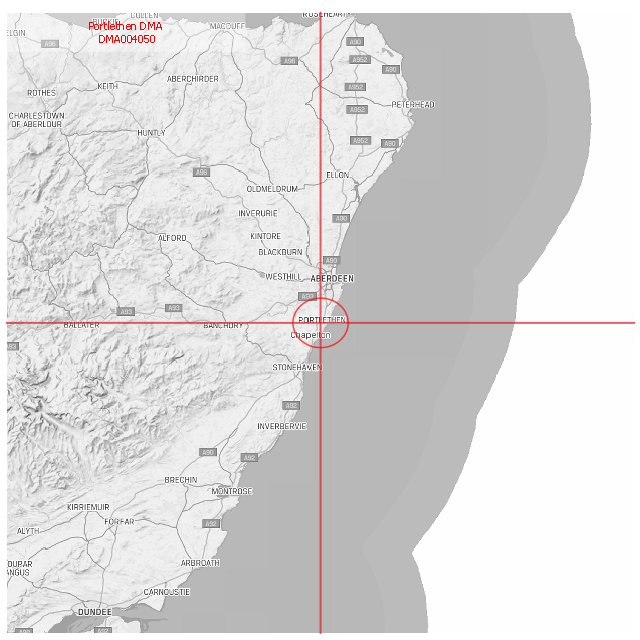 CULLEN
ROSEHEARTY
Portlethen DMA
MACDUFF
ELGIN
DMA004050
A98
A90
A98
A952
A90
ABERCHIRDER
KEITH
A952
ROTHES
PETERHEAD
A952
CHARLESTOWN
OF ABERLOUR
HUNTLY
A952
A90
A96
ELLON
OLDMELDRUM
INVERURIE
A90
ALFORD
KINTORE
BLACKBURN
A90
WESTHILL
ABERDEEN
A93
A93
A93
PORTLETHEN
BALLATER
BANCHORY
Chapelton
A93
STONEHAVEN
A92
INVERBERVIE
A90
A92
BRECHIN
MONTROSE
KIRRIEMUIR
FORFAR
A92
ALYTH
COUPAR
ANGUS
ARBROATH
CARNOUSTIE
DUNDEE
A90
A92